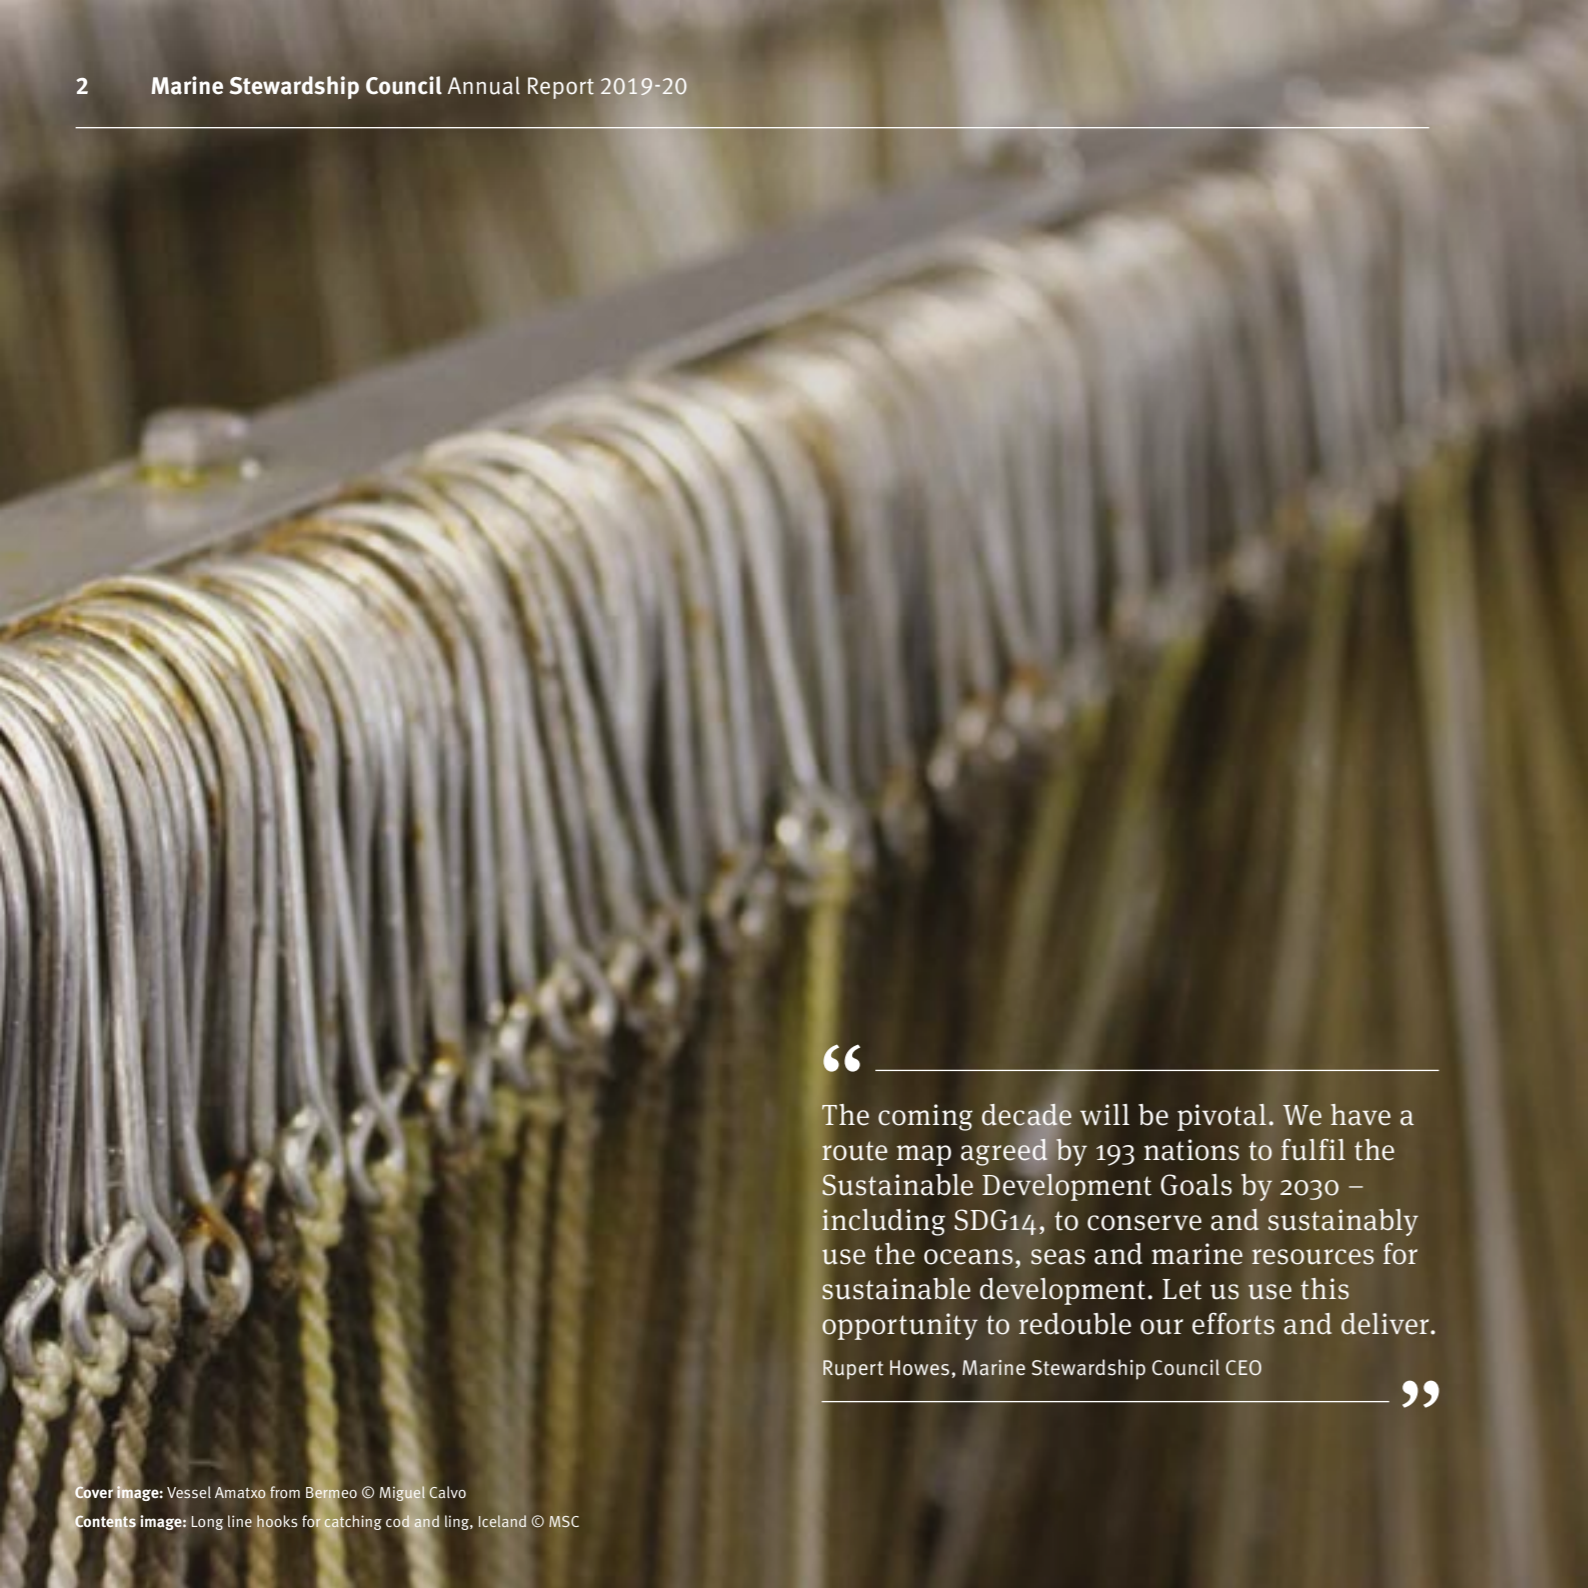 2 Marine Stewardship Council Annual Report 2019-20
“
The coming decade will be pivotal. We have a
route map agreed by 193 nations to fulfil the
Sustainable Development Goals by 2030 –
including SDG14, to conserve and sustainably
use the oceans, seas and marine resources for
sustainable development. Let us use this
opportunity to redouble our efforts and deliver.
Rupert Howes, Marine Stewardship Council CEO
”
Cover image: Vessel Amatxo from Bermeo © Miguel Calvo
Contents image: Long line hooks for catching cod and ling, Iceland © MSC